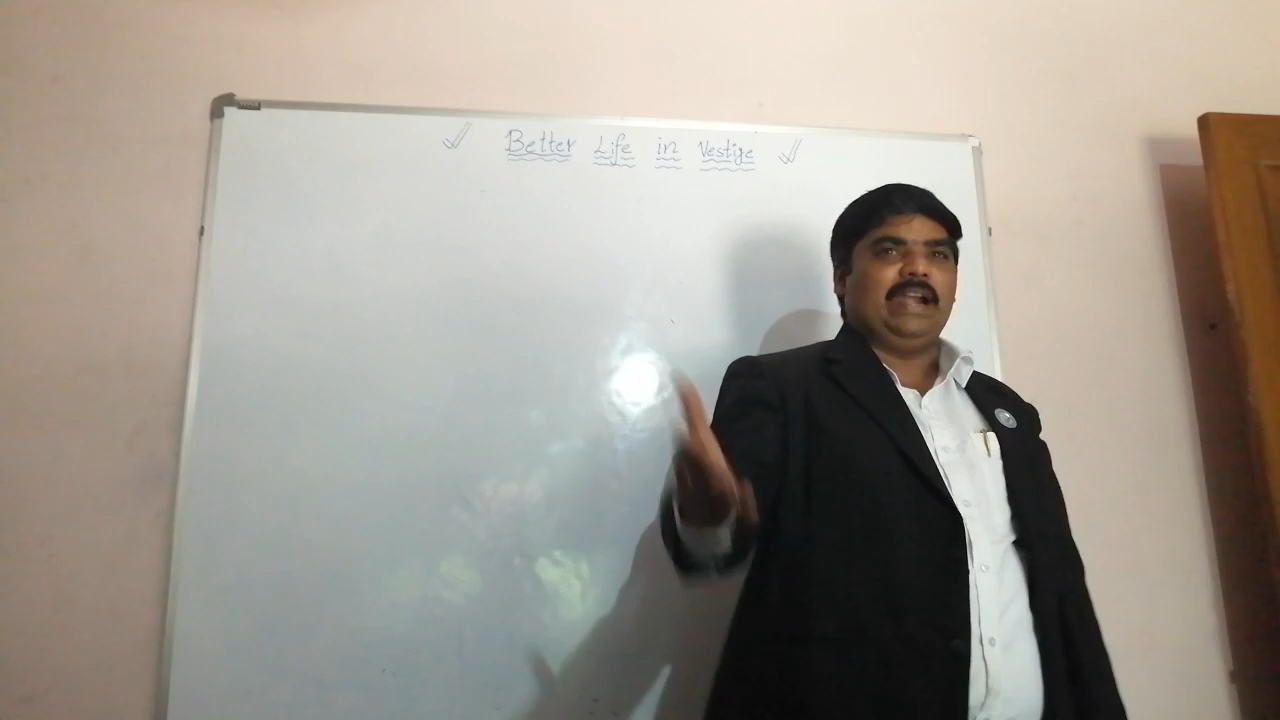 ✓ Better Life in Vestige ✓